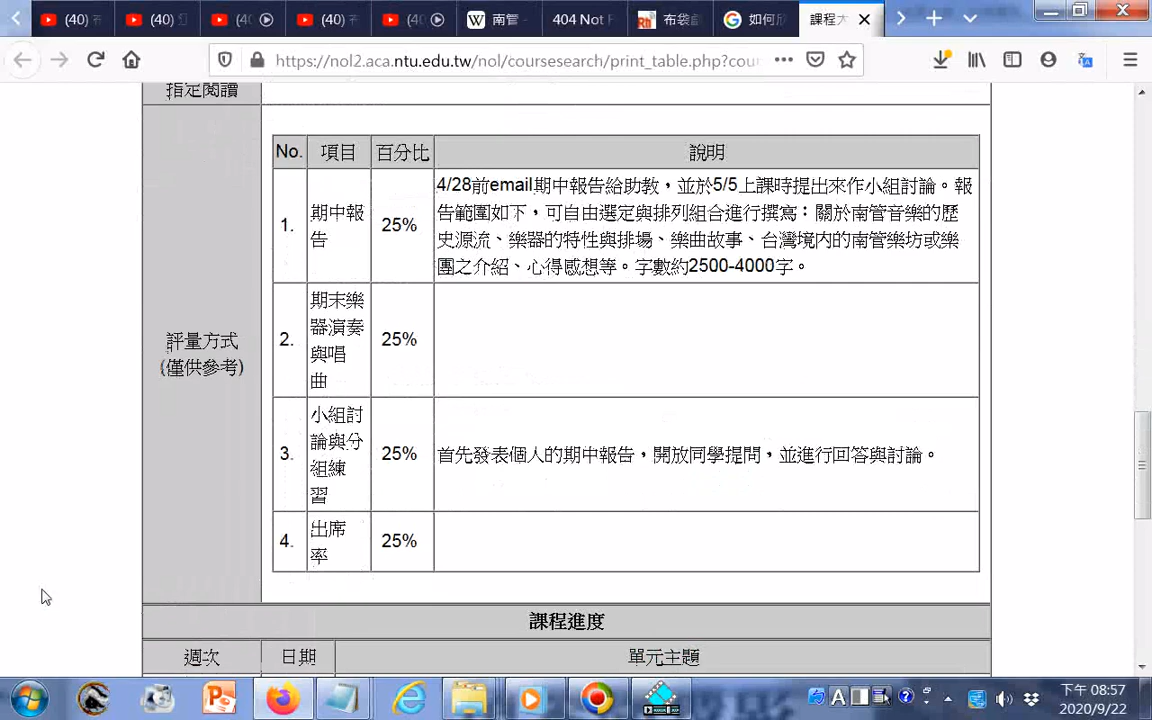 (40)
(40)
(40)
(40)
(40)
南管
404 Not F
布袋
如何
課程大
https://nol2.aca.ntu.edu.tw/nol/coursesearch/print_table.php?cou
指定閱讀
No.
項目
百分比
說明
1.
期中報
告
25%
4/28前email期中報告給助教，並於5/5上課時提出來作小組討論。報
告範圍如下，可自由選定與排列組合進行撰寫：關於南管音樂的歷
史源流、樂器的特性與排場、樂曲故事、台灣境內的南管樂坊或樂
團之介紹、心得感想等。字數約2500-4000字。
評量方式
(僅供參考)
2.
期末樂
器演奏
與唱
曲
25%
3.
小組討
論與分
組練
習
25%
首先發表個人的期中報告，開放同學提問，並進行回答與討論。
4.
出席
率
25%
課程進度
週次
日期
單元主題
下午 08:57
2020/9/22